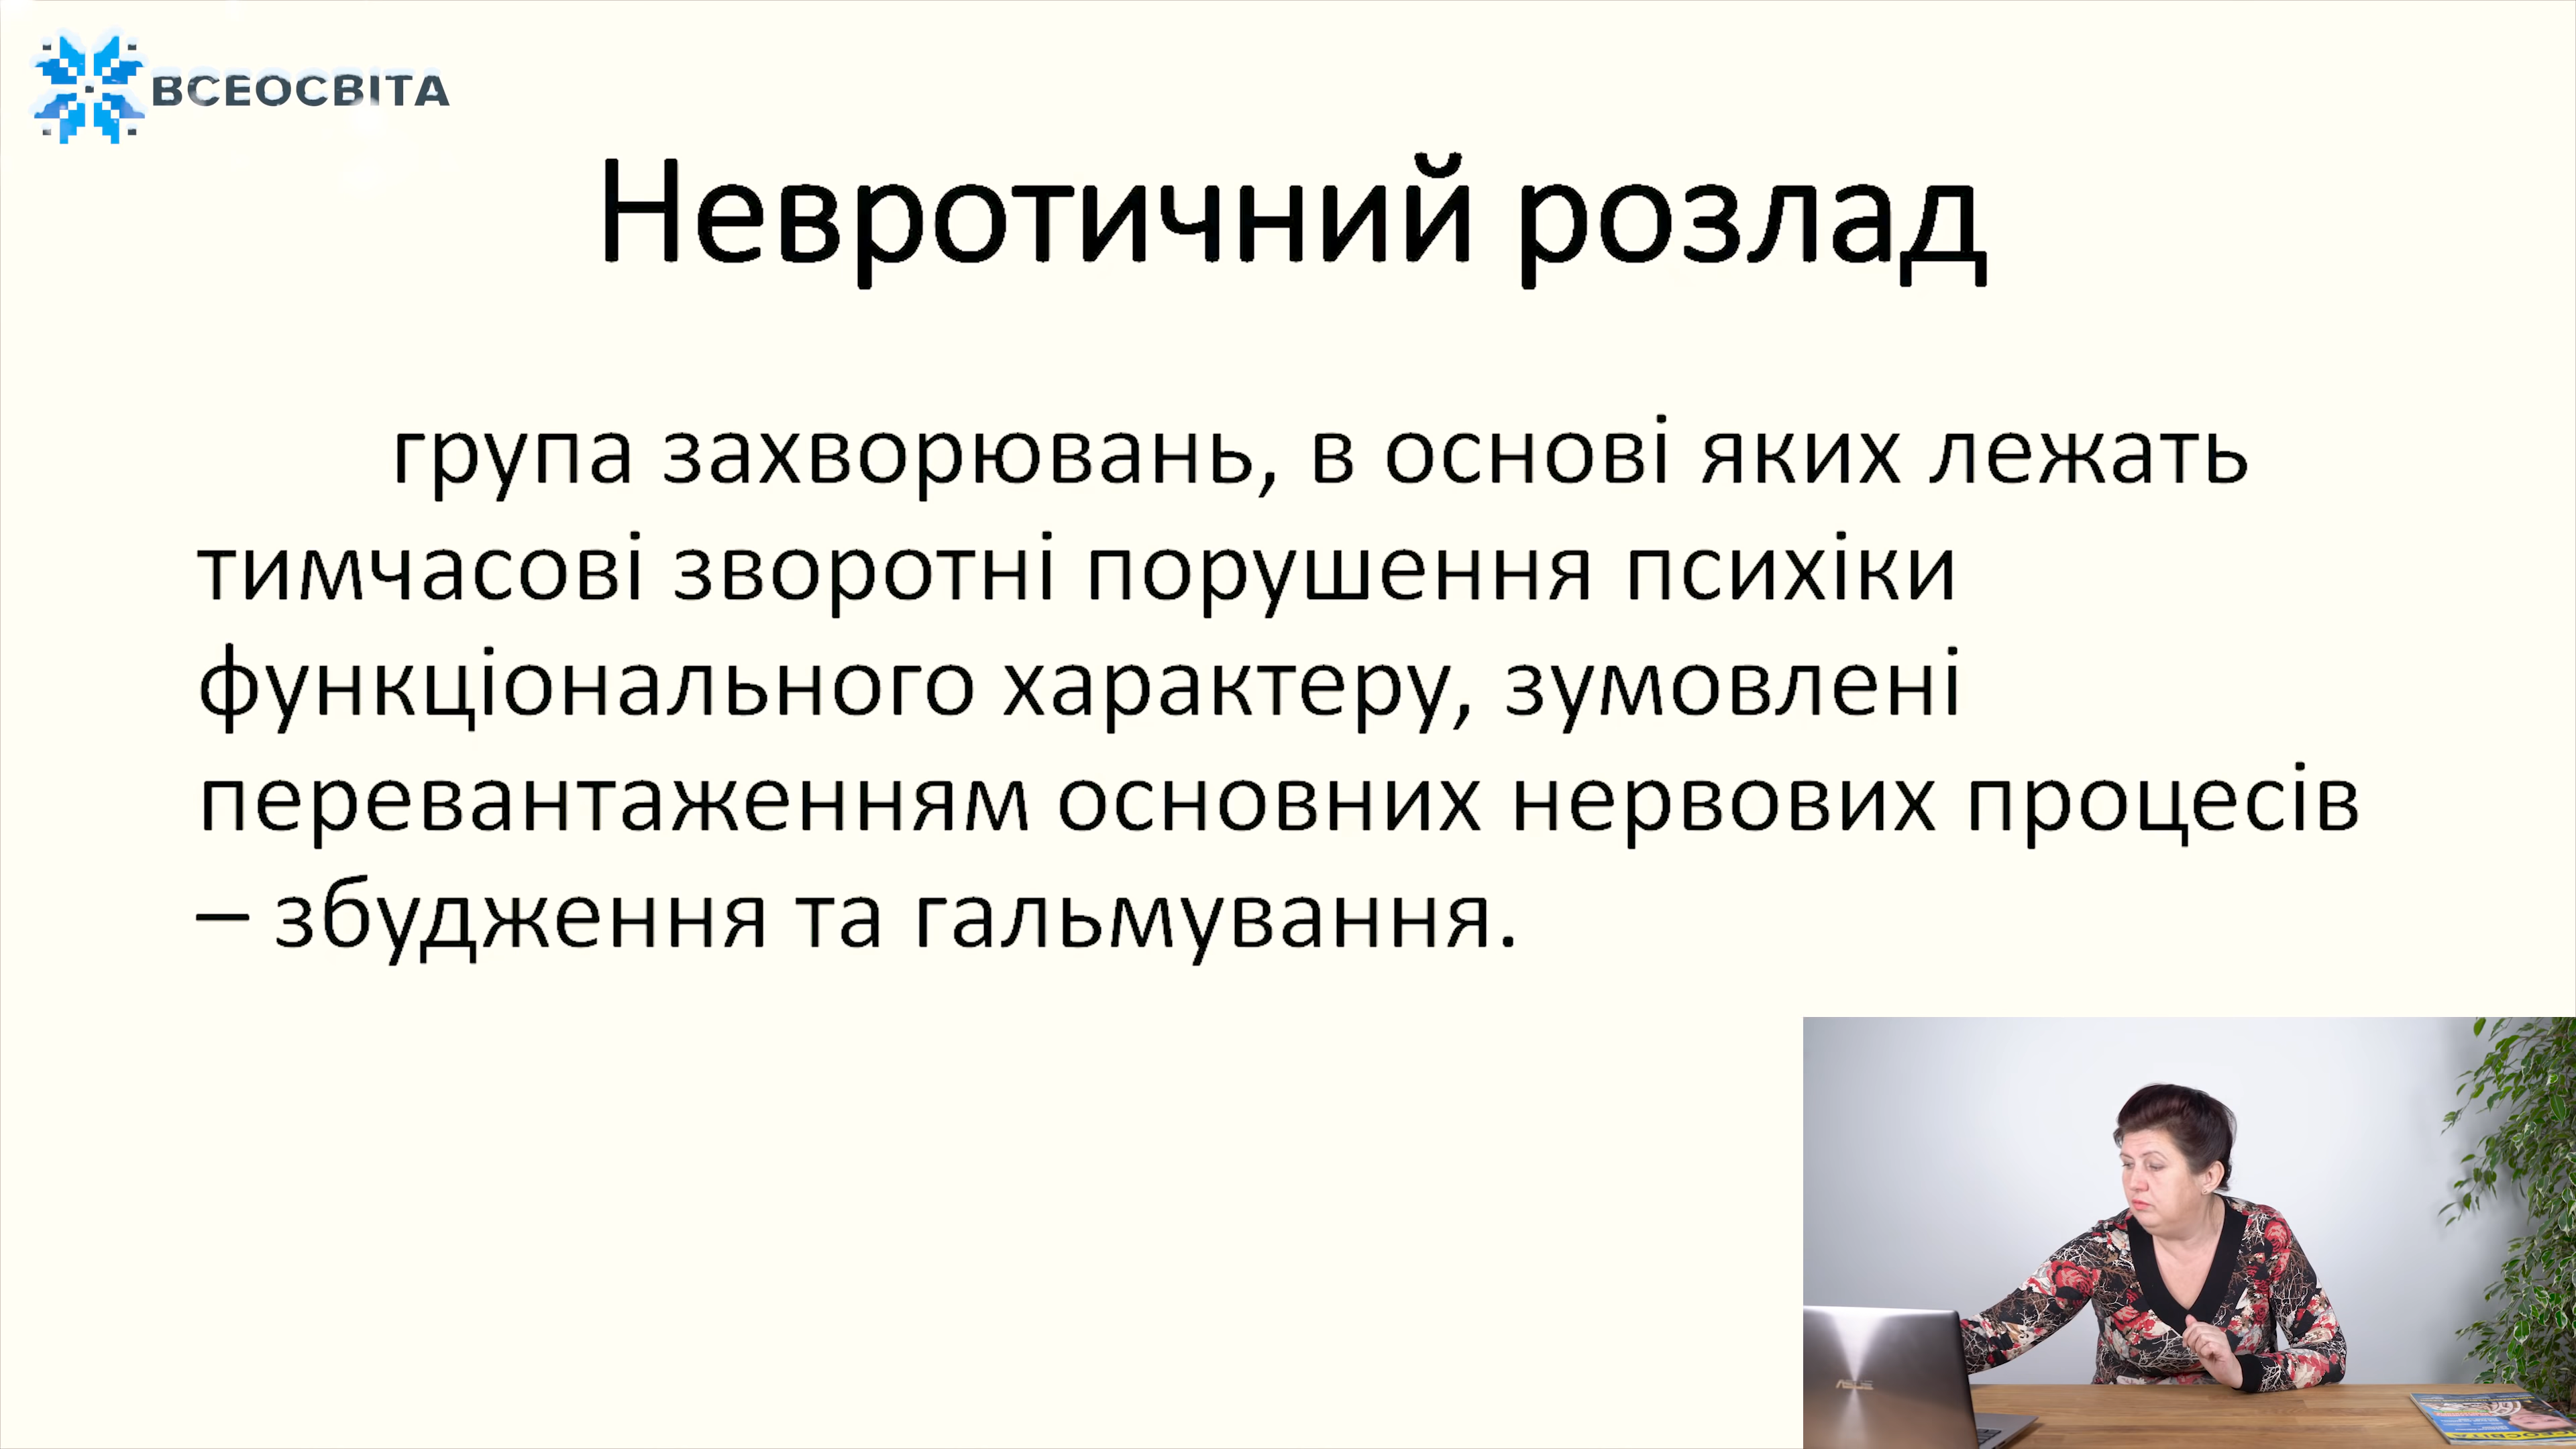 ВСЕОСВІТА
Невротичний розлад
група захворювань, в основі яких лежать
тимчасові зворотні порушення психіки
функціонального характеру, зумовлені
перевантаженням основних нервових процесів
– збудження та гальмування.
ASUS